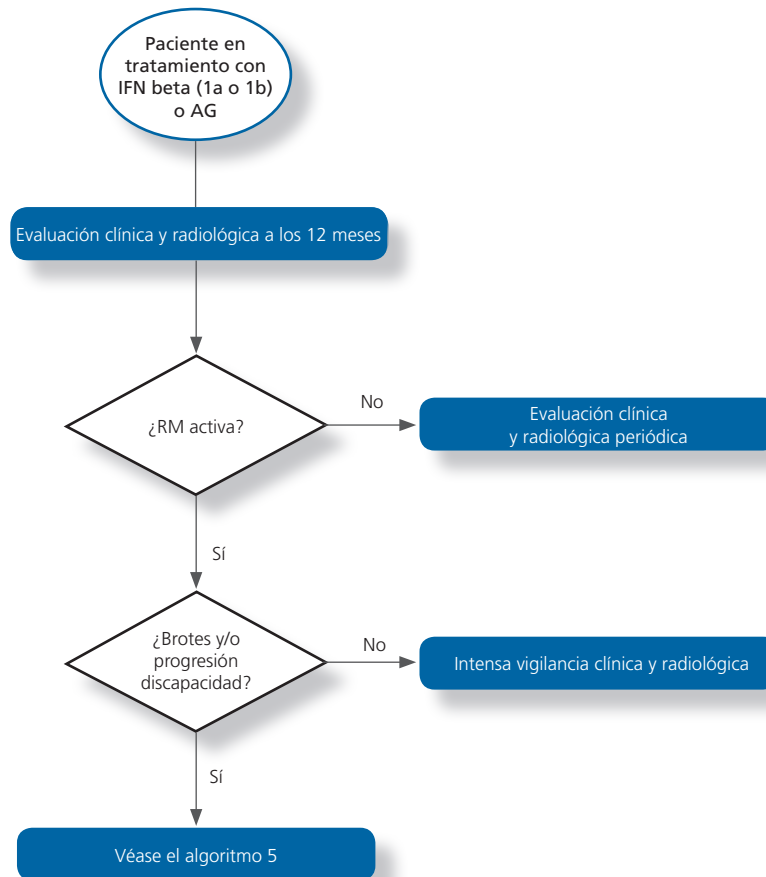 Paciente en
tratamiento con
IFN beta (1a o 1b)
o AG
Evaluación clínica y radiológica a los 12 meses
¿RM activa?
No
Evaluación clínica
y radiológica periódica
Sí
¿Brotes y/o
progresión
discapacidad?
No
Intensa vigilancia clínica y radiológica
Sí
Véase el algoritmo 5